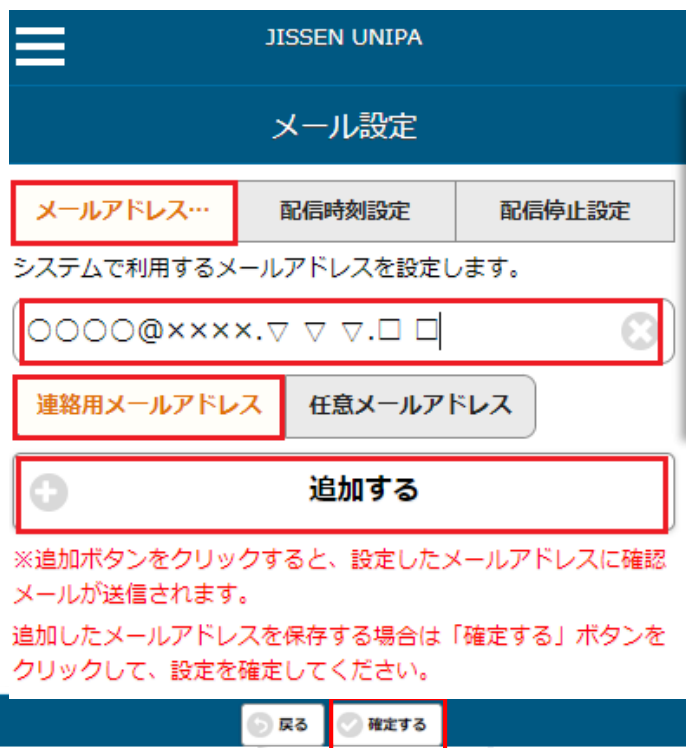 JISSEN UNIPA
メール設定
メールアドレス… 配信時刻設定 配信停止設定
システムで利用するメールアドレスを設定します。
〇〇〇〇@××××.▽ ▽ ▽.□ □
連絡用メールアドレス 任意メールアドレス
追加する
※追加ボタンをクリックすると、設定したメールアドレスに確認
メールが送信されます。
追加したメールアドレスを保存する場合は「確定する」ボタンを
クリックして、設定を確定してください。
戻る 確定する